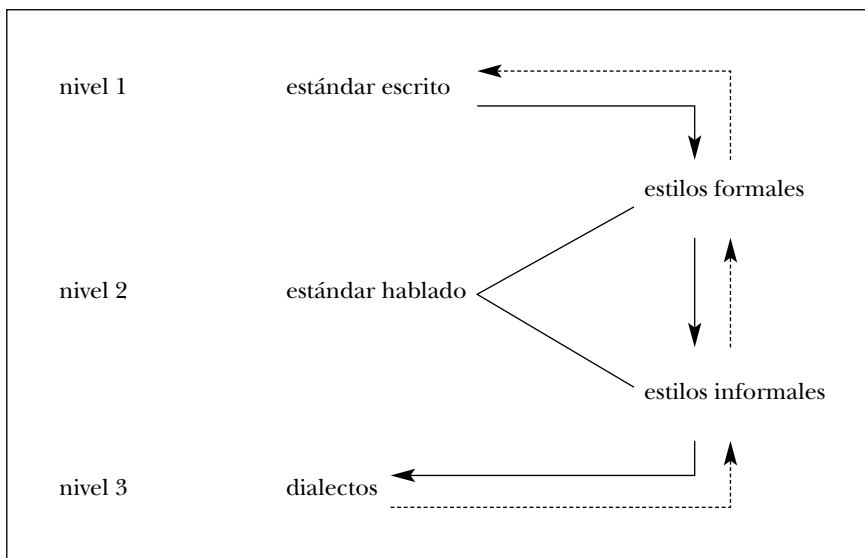 nivel 1 estándar escrito
estilos formales
nivel 2 estándar hablado
estilos informales
nivel 3 dialectos